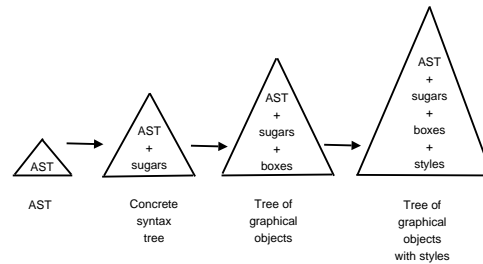 AST
AST
+
sugars
AST
+
sugars
+
boxes
AST
+
sugars
+
boxes
+
styles
AST
Concrete
syntax
tree
Tree of
graphical
objects
Tree of
graphical
objects
with styles